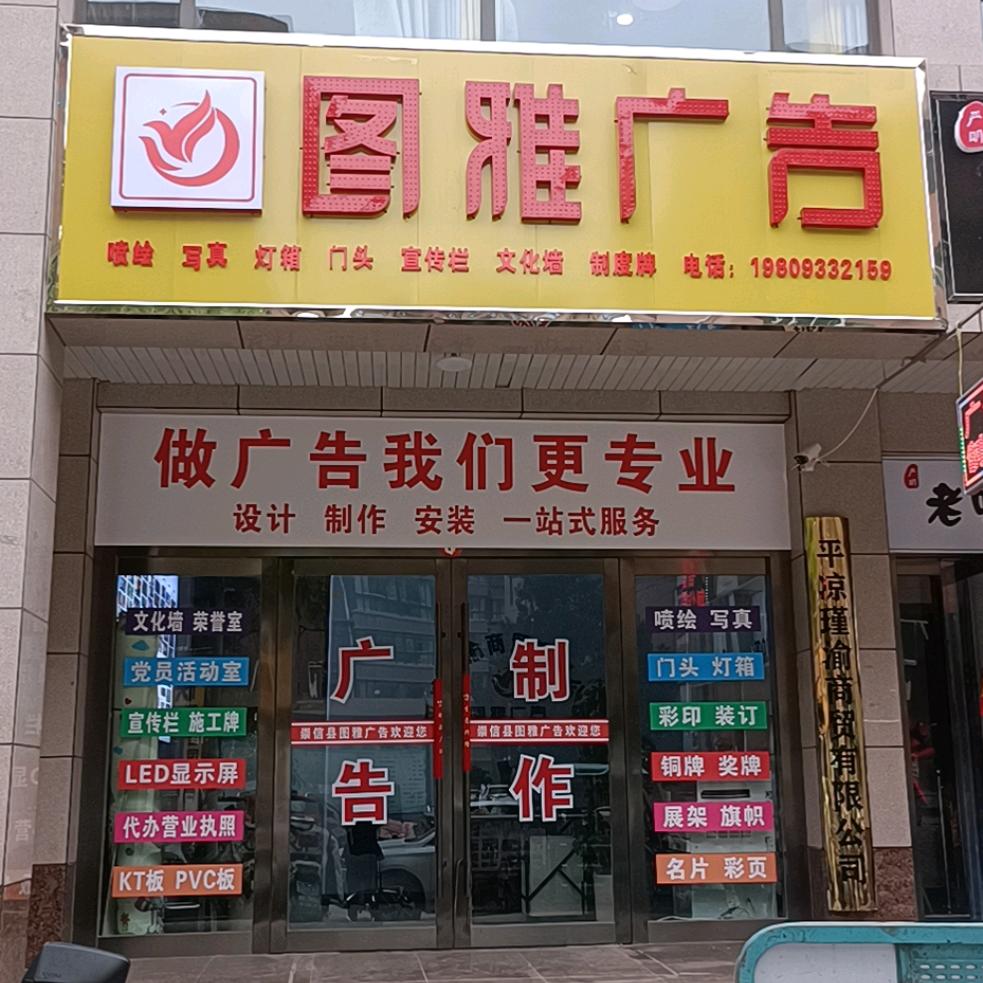 图雅广告
喷绘 写真 灯箱 门头 宣传栏 文化墙 制度牌 电话：19809332159
做广告我们更专业
设计 制作 安装 一站式服务
文化墙 荣誉室
党员活动室
宣传栏 施工牌
LED显示屏
代办营业执照
KT板 PVC板
广告
制作
崇信县图雅广告欢迎您
崇信县图雅广告欢迎您
喷绘 写真
门头 灯箱
彩印 装订
铜牌 奖牌
展架 旗帜
名片 彩页
平凉瑾瑜商贸有限公司
老